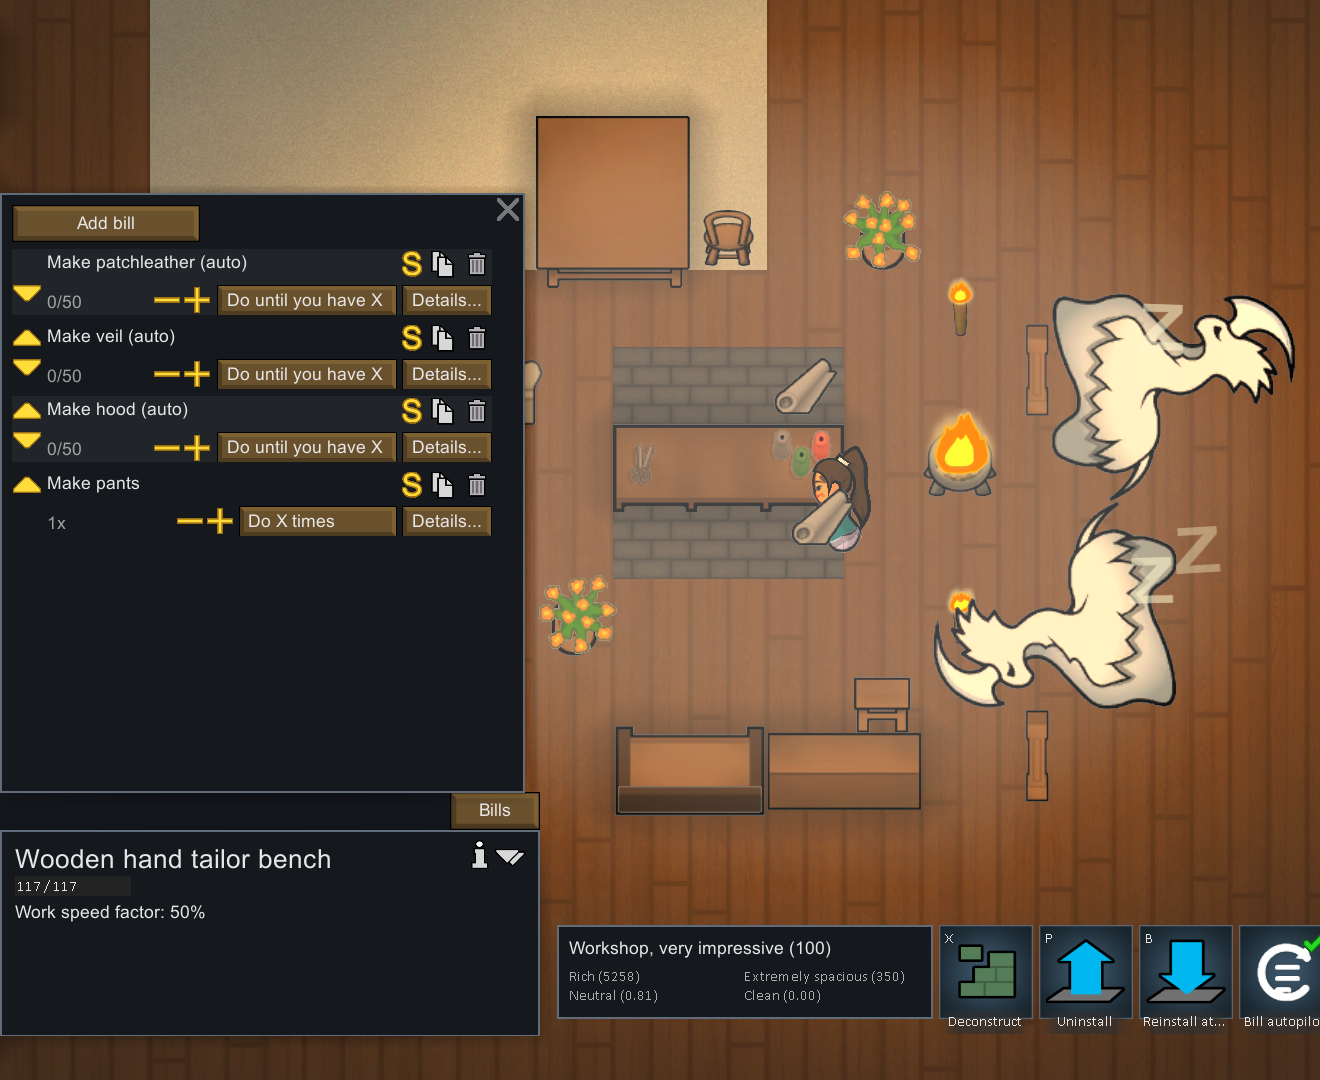 Add bill
Make patchleather (auto)
S
0/50
Do until you have X
Details...
Make veil (auto)
S
0/50
Do until you have X
Details...
Make hood (auto)
S
0/50
Do until you have X
Details...
Make pants
S
1x
Do X times
Details...
Z
Z
Z
Bills
Wooden hand tailor bench
117/117
Work speed factor: 50%
Workshop, very impressive (100)
Rich (5258)
Extremely spacious (350)
Neutral (0.81)
Clean (0.00)
X
Deconstruct
P
Uninstall
B
Reinstall at...
Bill autopilo